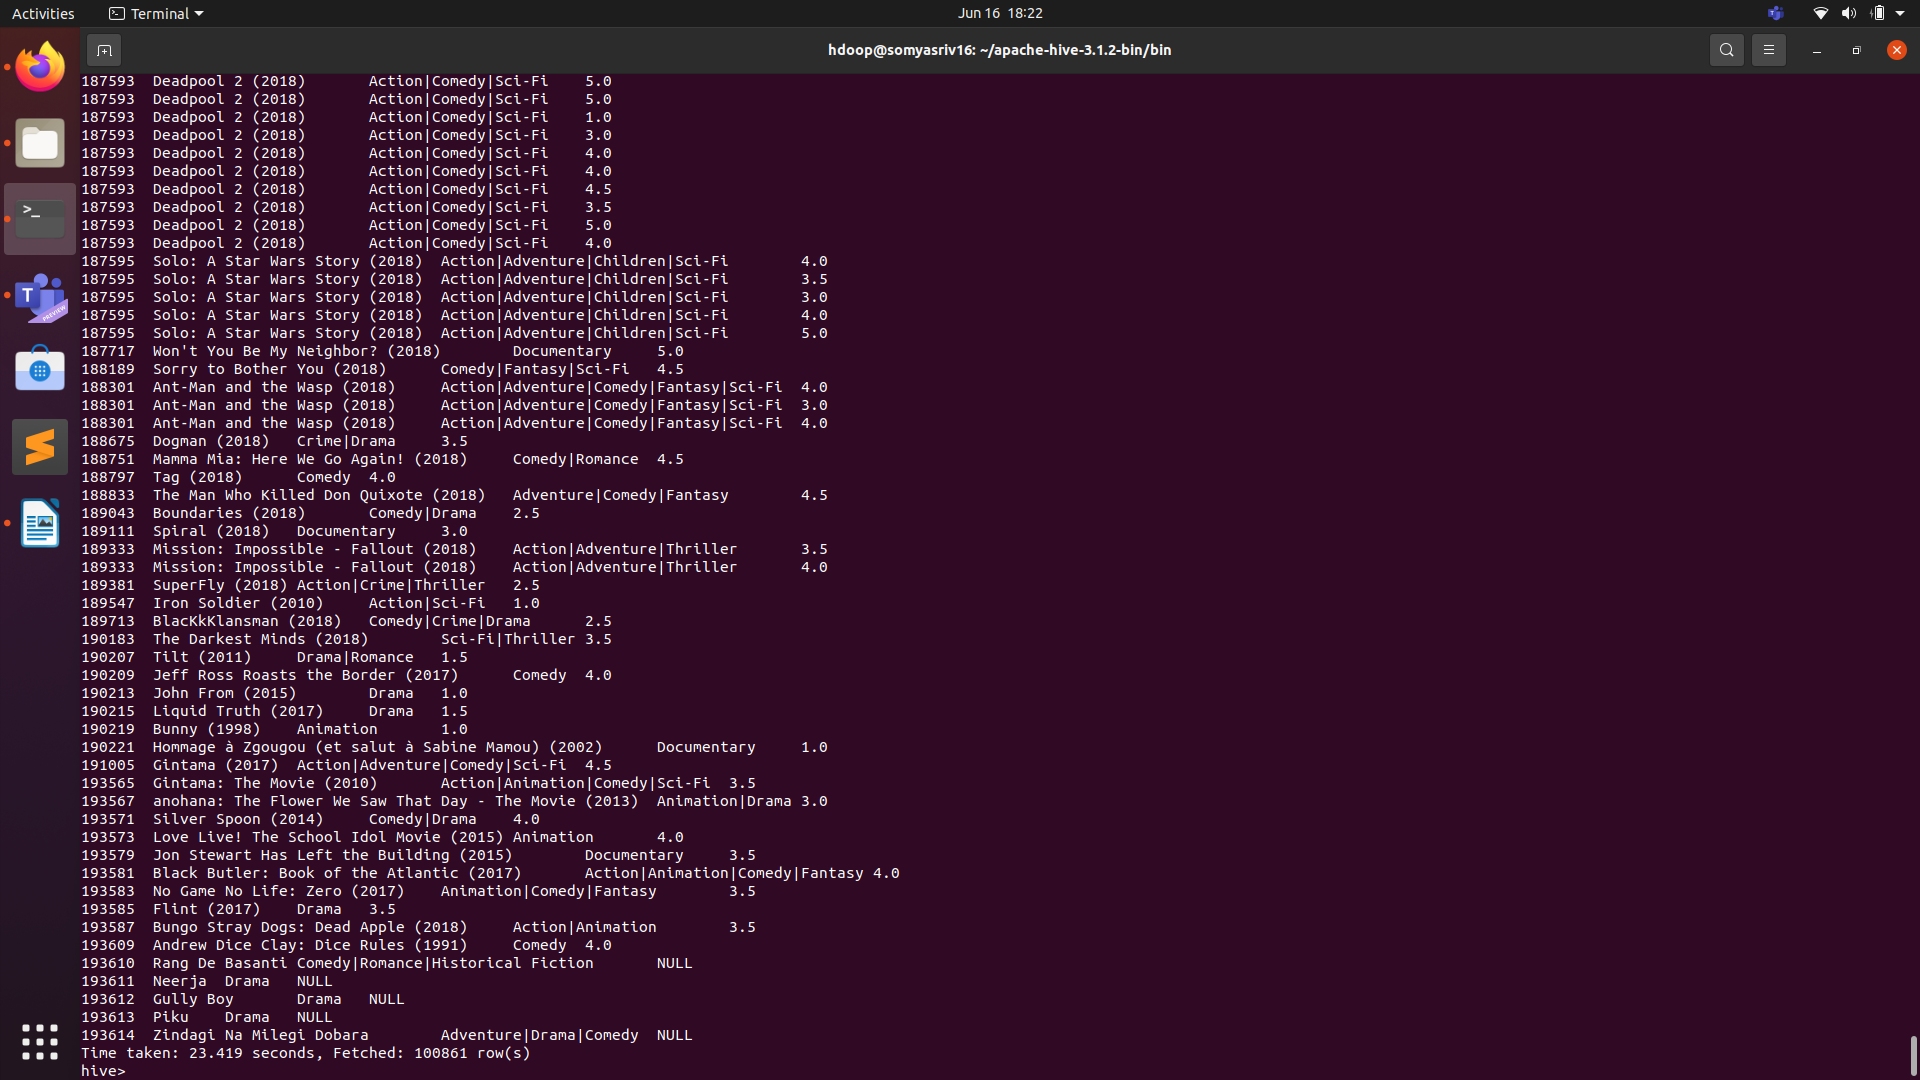 Activities Terminal Jun 16 18:22
hdoop@somyasriv16: ~/apache-hive-3.1.2-bin/bin
187593 Deadpool 2 (2018) Action|Comedy|Sci-Fi 5.0
187593 Deadpool 2 (2018) Action|Comedy|Sci-Fi 5.0
187593 Deadpool 2 (2018) Action|Comedy|Sci-Fi 1.0
187593 Deadpool 2 (2018) Action|Comedy|Sci-Fi 3.0
187593 Deadpool 2 (2018) Action|Comedy|Sci-Fi 4.0
187593 Deadpool 2 (2018) Action|Comedy|Sci-Fi 4.0
187593 Deadpool 2 (2018) Action|Comedy|Sci-Fi 4.5
187593 Deadpool 2 (2018) Action|Comedy|Sci-Fi 3.5
187593 Deadpool 2 (2018) Action|Comedy|Sci-Fi 5.0
187593 Deadpool 2 (2018) Action|Comedy|Sci-Fi 4.0
187595 Solo: A Star Wars Story (2018) Action|Adventure|Children|Sci-Fi 4.0
187595 Solo: A Star Wars Story (2018) Action|Adventure|Children|Sci-Fi 3.5
187595 Solo: A Star Wars Story (2018) Action|Adventure|Children|Sci-Fi 3.0
187595 Solo: A Star Wars Story (2018) Action|Adventure|Children|Sci-Fi 4.0
187595 Solo: A Star Wars Story (2018) Action|Adventure|Children|Sci-Fi 5.0
187717 Won't You Be My Neighbor? (2018) Documentary 5.0
188189 Sorry to Bother You (2018) Comedy|Fantasy|Sci-Fi 4.5
188301 Ant-Man and the Wasp (2018) Action|Adventure|Comedy|Fantasy|Sci-Fi 4.0
188301 Ant-Man and the Wasp (2018) Action|Adventure|Comedy|Fantasy|Sci-Fi 3.0
188301 Ant-Man and the Wasp (2018) Action|Adventure|Comedy|Fantasy|Sci-Fi 4.0
188675 Dogman (2018) Crime|Drama 3.5
188751 Mamma Mia: Here We Go Again! (2018) Comedy|Romance 4.5
188797 Tag (2018) Comedy 4.0
188833 The Man Who Killed Don Quixote (2018) Adventure|Comedy|Fantasy 4.5
189043 Boundaries (2018) Comedy|Drama 2.5
189111 Spiral (2018) Documentary 3.0
189333 Mission: Impossible - Fallout (2018) Action|Adventure|Thriller 3.5
189333 Mission: Impossible - Fallout (2018) Action|Adventure|Thriller 4.0
189381 SuperFly (2018) Action|Crime|Thriller 2.5
189547 Iron Soldier (2010) Action|Sci-Fi 1.0
189713 BlacKkKlansman (2018) Comedy|Crime|Drama 2.5
190183 The Darkest Minds (2018) Sci-Fi|Thriller 3.5
190207 Tilt (2011) Drama|Romance 1.5
190209 Jeff Ross Roasts the Border (2017) Comedy 4.0
190213 John From (2015) Drama 1.0
190215 Liquid Truth (2017) Drama 1.5
190219 Bunny (1998) Animation 1.0
190221 Hommage à Zgougou (et salut à Sabine Mamou) (2002) Documentary 1.0
191005 Gintama (2017) Action|Adventure|Comedy|Sci-Fi 4.5
193565 Gintama: The Movie (2010) Action|Animation|Comedy|Sci-Fi 3.5
193567 anohana: The Flower We Saw That Day - The Movie (2013) Animation|Drama 3.0
193571 Silver Spoon (2014) Comedy|Drama 4.0
193573 Love Live! The School Idol Movie (2015) Animation 4.0
193579 Jon Stewart Has Left the Building (2015) Documentary 3.5
193581 Black Butler: Book of the Atlantic (2017) Action|Animation|Comedy|Fantasy 4.0
193583 No Game No Life: Zero (2017) Animation|Comedy|Fantasy 3.5
193585 Flint (2017) Drama 3.5
193587 Bungo Stray Dogs: Dead Apple (2018) Action|Animation 3.5
193609 Andrew Dice Clay: Dice Rules (1991) Comedy 4.0
193610 Rang De Basanti Comedy|Romance|Historical Fiction NULL
193611 Neerja Drama NULL
193612 Gully Boy Drama NULL
193613 Piku Drama NULL
193614 Zindagi Na Milegi Dobara Adventure|Drama|Comedy NULL
Time taken: 23.419 seconds, Fetched: 100861 row(s)
hive>
T
PREVIEW